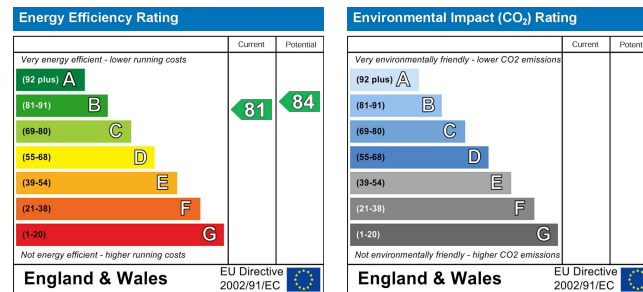 Energy Efficiency Rating
Current Potential
Very energy efficient - lower running costs
(92 plus) A
(81-91) B
(69-80) C
(55-68) D
(39-54) E
(21-38) F
(1-20) G
81
84
Not energy efficient - higher running costs
England & Wales
EU Directive
2002/91/EC
Environmental Impact (CO2) Rating
Current Potent
Very environmentally friendly - lower CO2 emissions
(92 plus) A
(81-91) B
(69-80) C
(55-68) D
(39-54) E
(21-38) F
(1-20) G
Not environmentally friendly - higher CO2 emissions
England & Wales
EU Directive
2002/91/EC